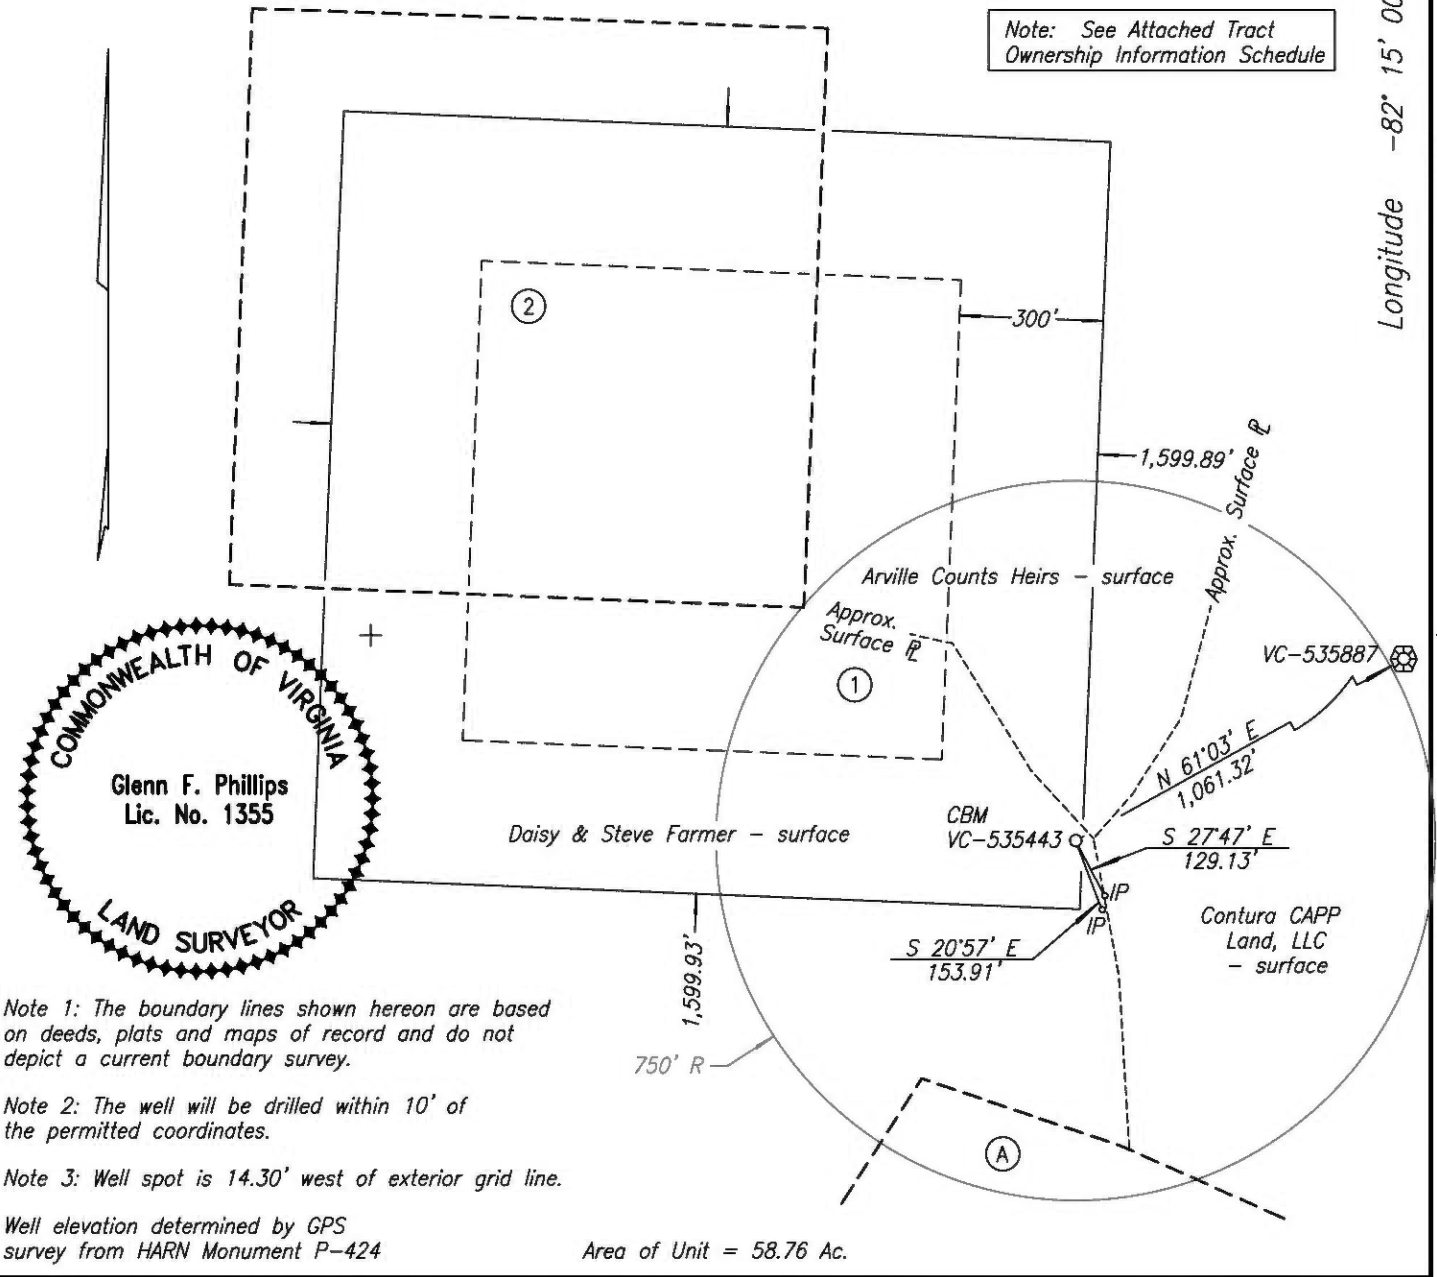 Note: See Attached Tract
Ownership Information Schedule
Longitude -82° 15' 00
2
300'
1,599.89'
Approx. Surface ℄
Arville Counts Heirs - surface
Approx.
Surface ℄
1
VC-535887
N 61°03' E
1,061.32'
COMMONWEALTH OF VIRGINIA
Glenn F. Phillips
Lic. No. 1355
LAND SURVEYOR
Daisy & Steve Farmer - surface
CBM
VC-535443
S 27°47' E
129.13'
IP
IP
S 20°57' E
153.91'
Contura CAPP
Land, LLC
- surface
1,599.93'
750' R
A
Note 1: The boundary lines shown hereon are based
on deeds, plats and maps of record and do not
depict a current boundary survey.
Note 2: The well will be drilled within 10' of
the permitted coordinates.
Note 3: Well spot is 14.30' west of exterior grid line.
Well elevation determined by GPS
survey from HARN Monument P-424
Area of Unit = 58.76 Ac.